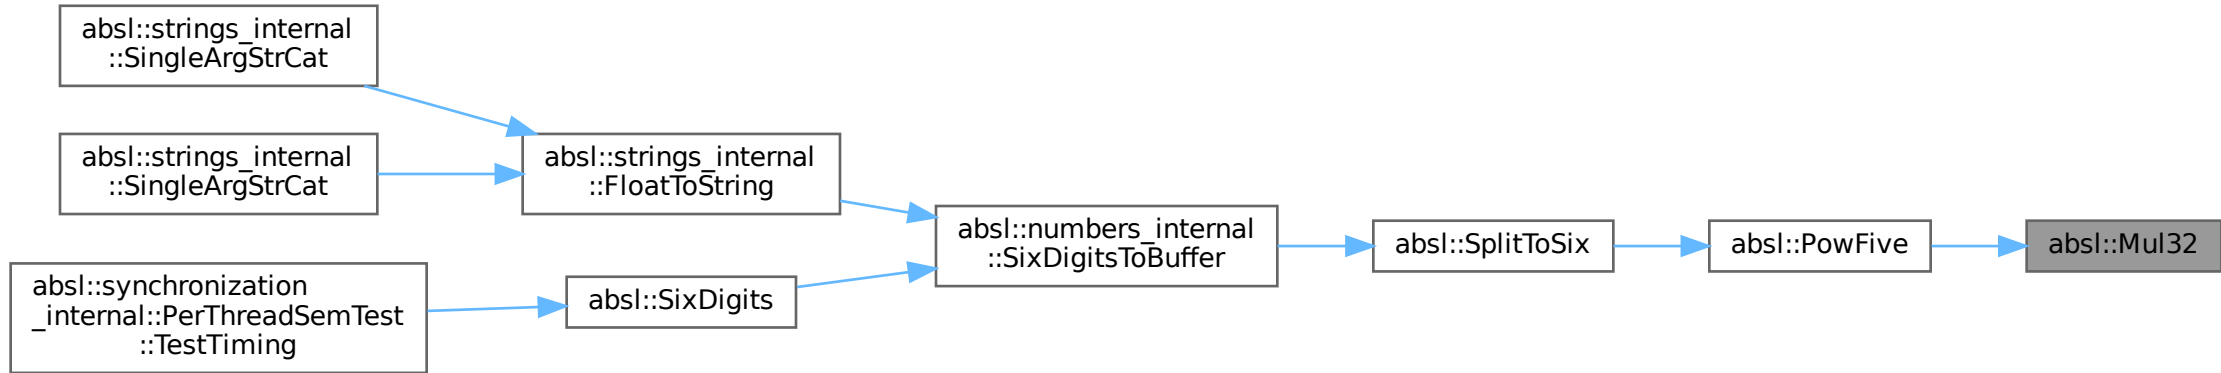 absl::strings_internal
::SingleArgStrCat
absl::strings_internal
::SingleArgStrCat
absl::synchronization
_internal::PerThreadSemTest
::TestTiming
absl::strings_internal
::FloatToString
absl::SixDigits
absl::numbers_internal
::SixDigitsToBuffer
absl::SplitToSix
absl::PowFive
absl::Mul32